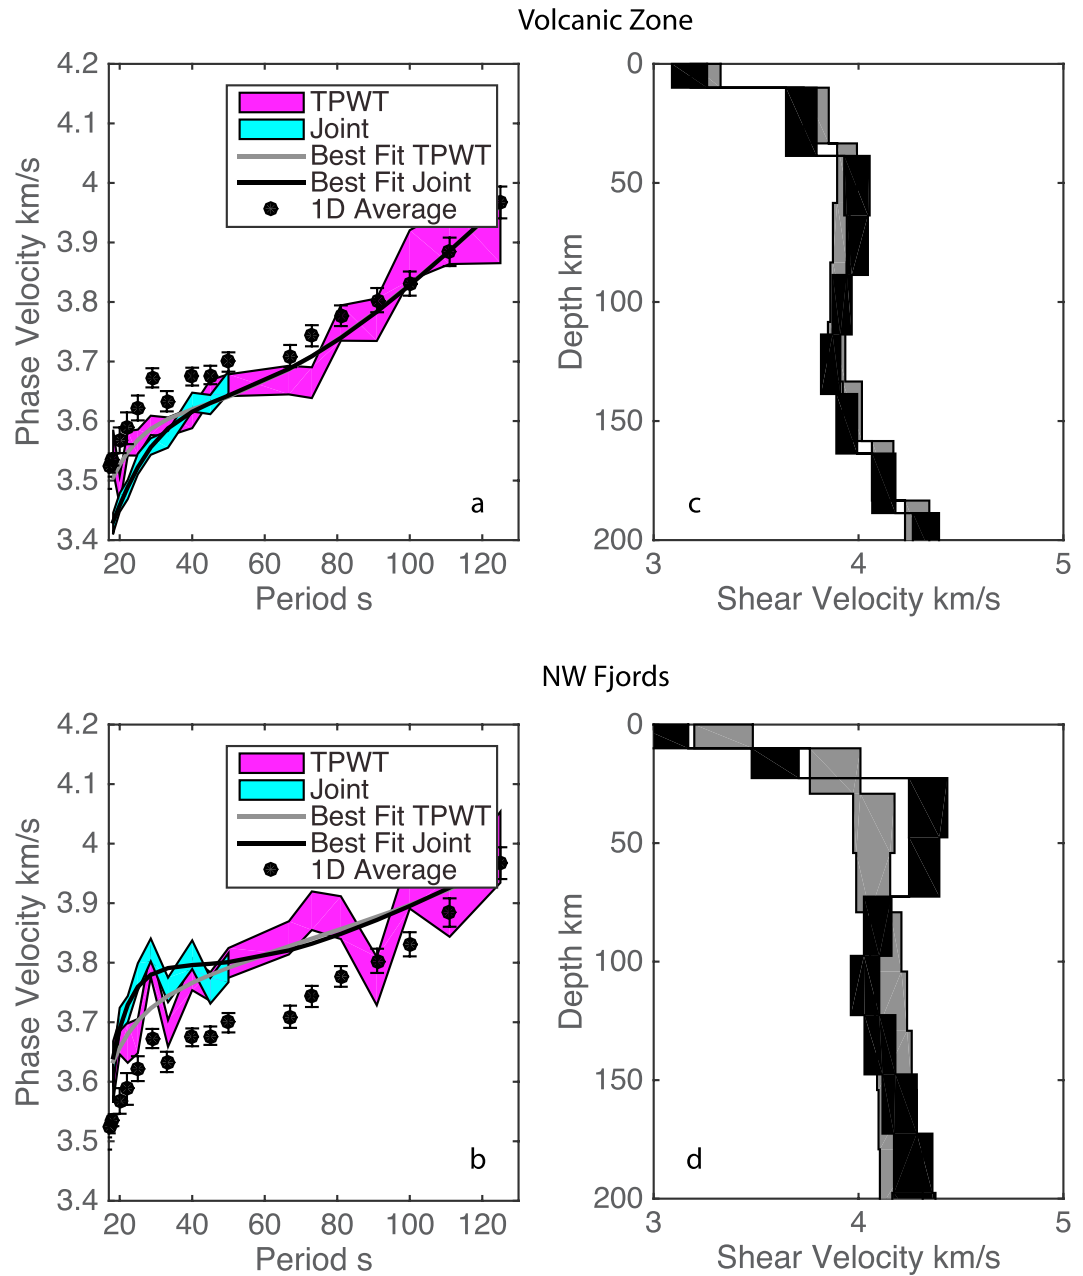 Volcanic Zone
4.2
4.1
4
3.9
3.8
3.7
3.6
3.5
3.4
Phase Velocity km/s
TPWT
Joint
Best Fit TPWT
Best Fit Joint
1D Average
a
20 40 60 80 100 120
Period s
0
50
100
150
200
Depth km
c
3 4 5
Shear Velocity km/s
NW Fjords
4.2
4.1
4
3.9
3.8
3.7
3.6
3.5
3.4
Phase Velocity km/s
TPWT
Joint
Best Fit TPWT
Best Fit Joint
1D Average
b
20 40 60 80 100 120
Period s
0
50
100
150
200
Depth km
d
3 4 5
Shear Velocity km/s